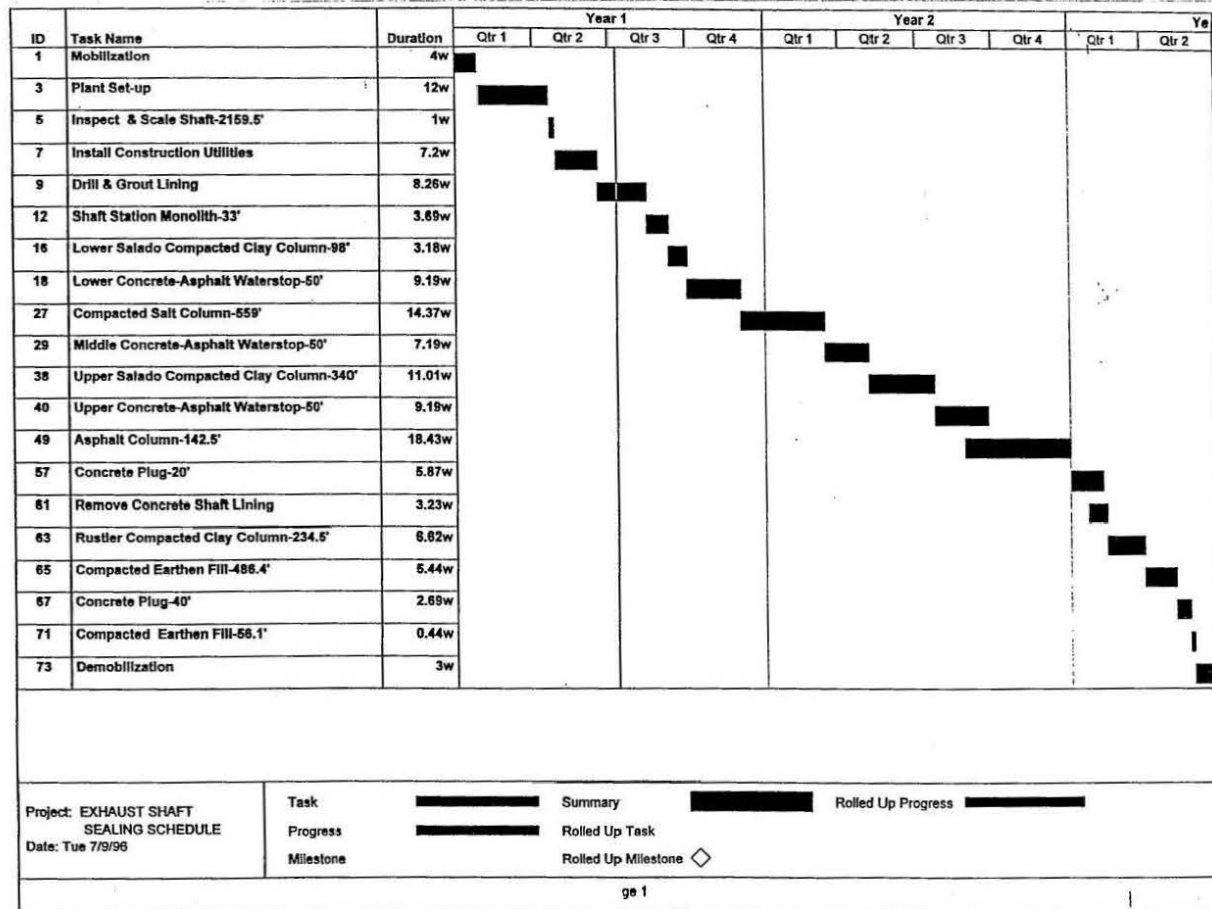 Year 1 Year 2 Ye
ID Task Name Duration Qtr 1 Qtr 2 Qtr 3 Qtr 4 Qtr 1 Qtr 2 Qtr 3 Qtr 4 Qtr 1 Qtr 2
1 Mobilization 4w
3 Plant Set-up 12w
5 Inspect & Scale Shaft-2159.5' 1w
7 Install Construction Utilities 7.2w
9 Drill & Grout Lining 8.26w
12 Shaft Station Monolith-33' 3.69w
16 Lower Salado Compacted Clay Column-98' 3.18w
18 Lower Concrete-Asphalt Waterstop-50' 9.19w
27 Compacted Salt Column-559' 14.37w
29 Middle Concrete-Asphalt Waterstop-50' 7.19w
38 Upper Salado Compacted Clay Column-340' 11.01w
40 Upper Concrete-Asphalt Waterstop-50' 9.19w
49 Asphalt Column-142.5' 18.43w
57 Concrete Plug-20' 5.87w
61 Remove Concrete Shaft Lining 3.23w
63 Rustler Compacted Clay Column-234.5' 6.62w
65 Compacted Earthen Fill-486.4' 5.44w
67 Concrete Plug-40' 2.69w
71 Compacted Earthen Fill-56.1' 0.44w
73 Demobilization 3w
Project: EXHAUST SHAFT
SEALING SCHEDULE
Date: Tue 7/9/96
Task Summary Rolled Up Progress
Progress Rolled Up Task
Milestone Rolled Up Milestone
ge 1